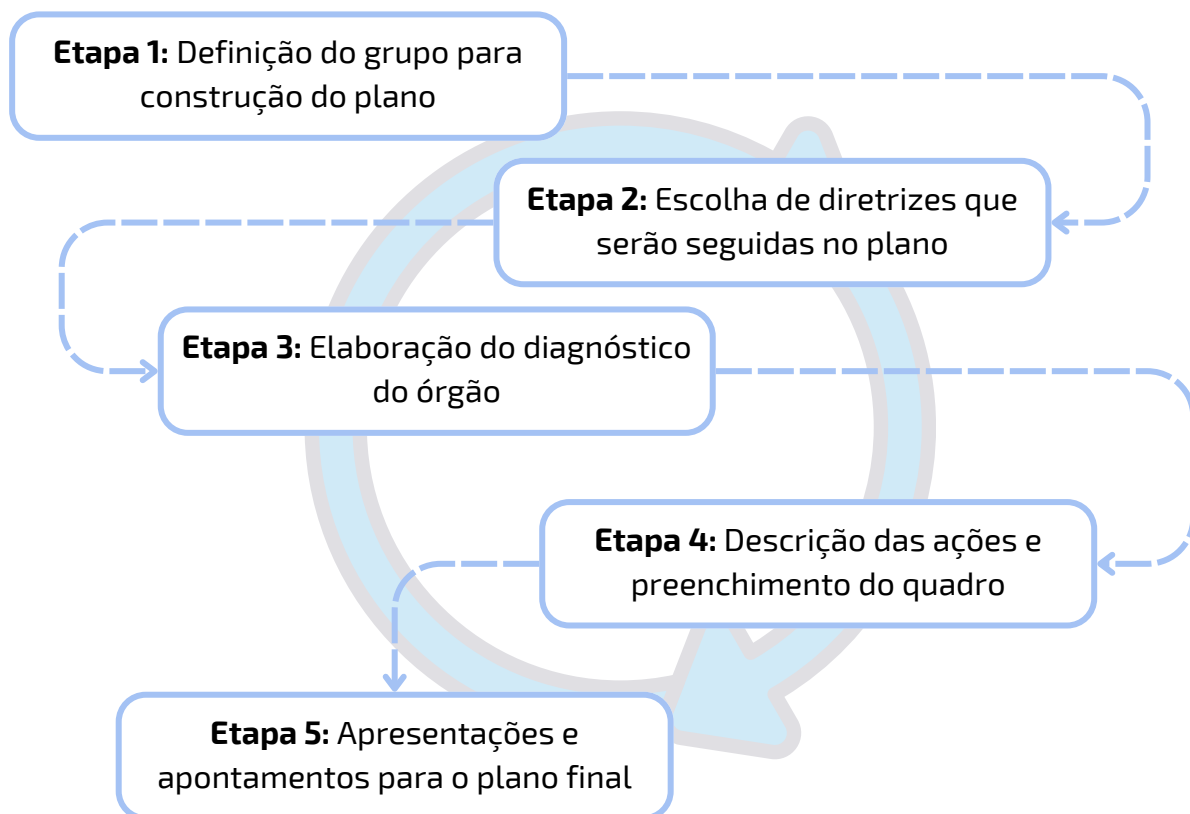 Etapa 1: Definição do grupo para
construção do plano
Etapa 2: Escolha de diretrizes que
serão seguidas no plano
Etapa 3: Elaboração do diagnóstico
do órgão
Etapa 4: Descrição das ações e
preenchimento do quadro
Etapa 5: Apresentações e
apontamentos para o plano final